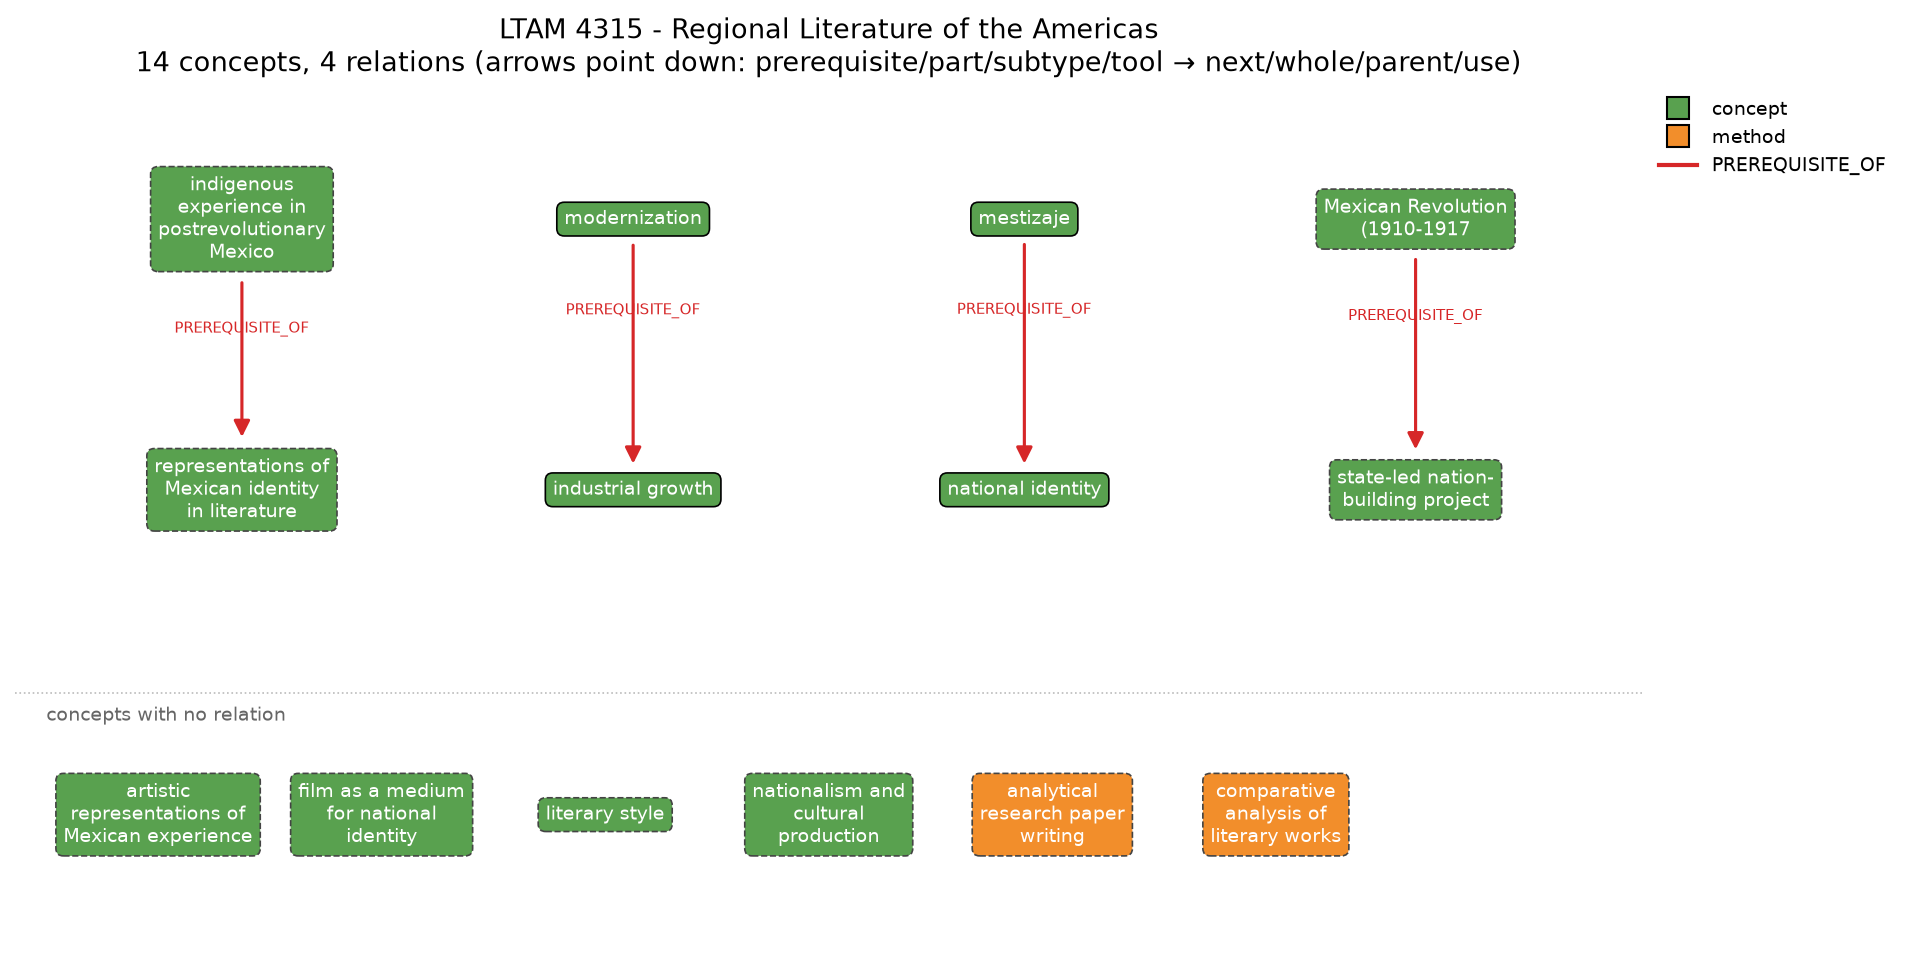 LTAM 4315 - Regional Literature of the Americas
14 concepts, 4 relations (arrows point down: prerequisite/part/subtype/tool → next/whole/parent/use)
concept
method
PREREQUISITE_OF
indigenous
experience in
postrevolutionary
Mexico
modernization
mestizaje
Mexican Revolution
(1910-1917
PREREQUISITE_OF
PREREQUISITE_OF
PREREQUISITE_OF
PREREQUISITE_OF
representations of
Mexican identity
in literature
industrial growth
national identity
state-led nation-
building project
concepts with no relation
artistic
representations of
Mexican experience
film as a medium
for national
identity
literary style
nationalism and
cultural
production
analytical
research paper
writing
comparative
analysis of
literary works